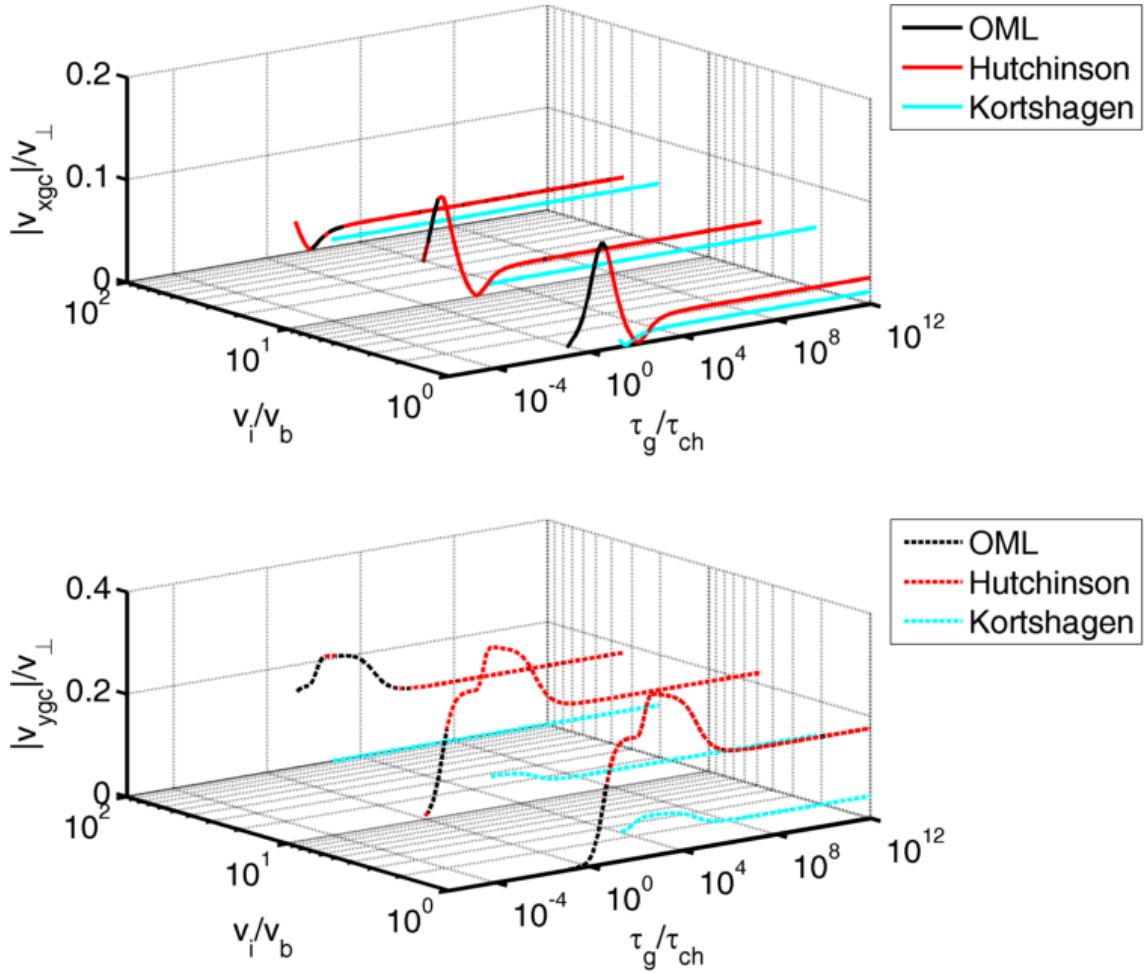 OML
Hutchinson
Kortshagen
0.2
0.1
0
|v_xgc|/v_⊥
10^2
10^1
10^0
v_i/v_b
10^-4
10^0
10^4
10^8
10^12
τ_g/τ_ch
OML
Hutchinson
Kortshagen
0.4
0.2
0
|v_ygc|/v_⊥
10^2
10^1
10^0
v_i/v_b
10^-4
10^0
10^4
10^8
10^12
τ_g/τ_ch